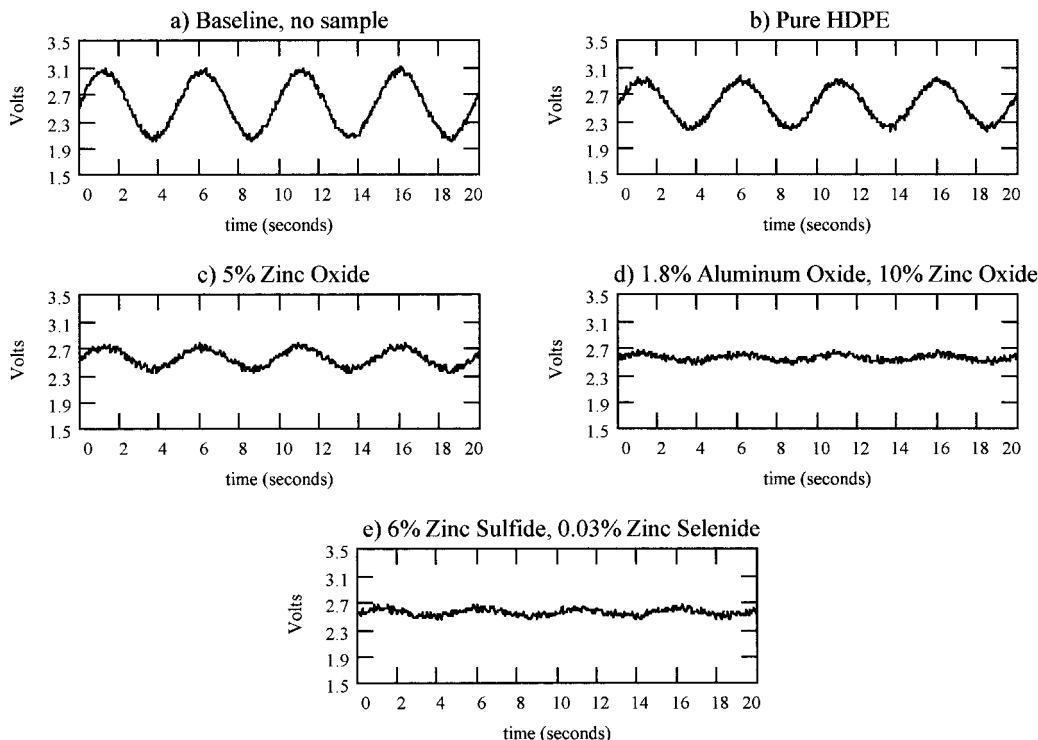 a) Baseline, no sample
3.5
3.1
2.7
2.3
1.9
1.5
Volts
0 2 4 6 8 10 12 14 16 18 20
time (seconds)
b) Pure HDPE
3.5
3.1
2.7
2.3
1.9
1.5
Volts
0 2 4 6 8 10 12 14 16 18 20
time (seconds)
c) 5% Zinc Oxide
3.5
3.1
2.7
2.3
1.9
1.5
Volts
0 2 4 6 8 10 12 14 16 18 20
time (seconds)
d) 1.8% Aluminum Oxide, 10% Zinc Oxide
3.5
3.1
2.7
2.3
1.9
1.5
Volts
0 2 4 6 8 10 12 14 16 18 20
time (seconds)
e) 6% Zinc Sulfide, 0.03% Zinc Selenide
3.5
3.1
2.7
2.3
1.9
1.5
Volts
0 2 4 6 8 10 12 14 16 18 20
time (seconds)